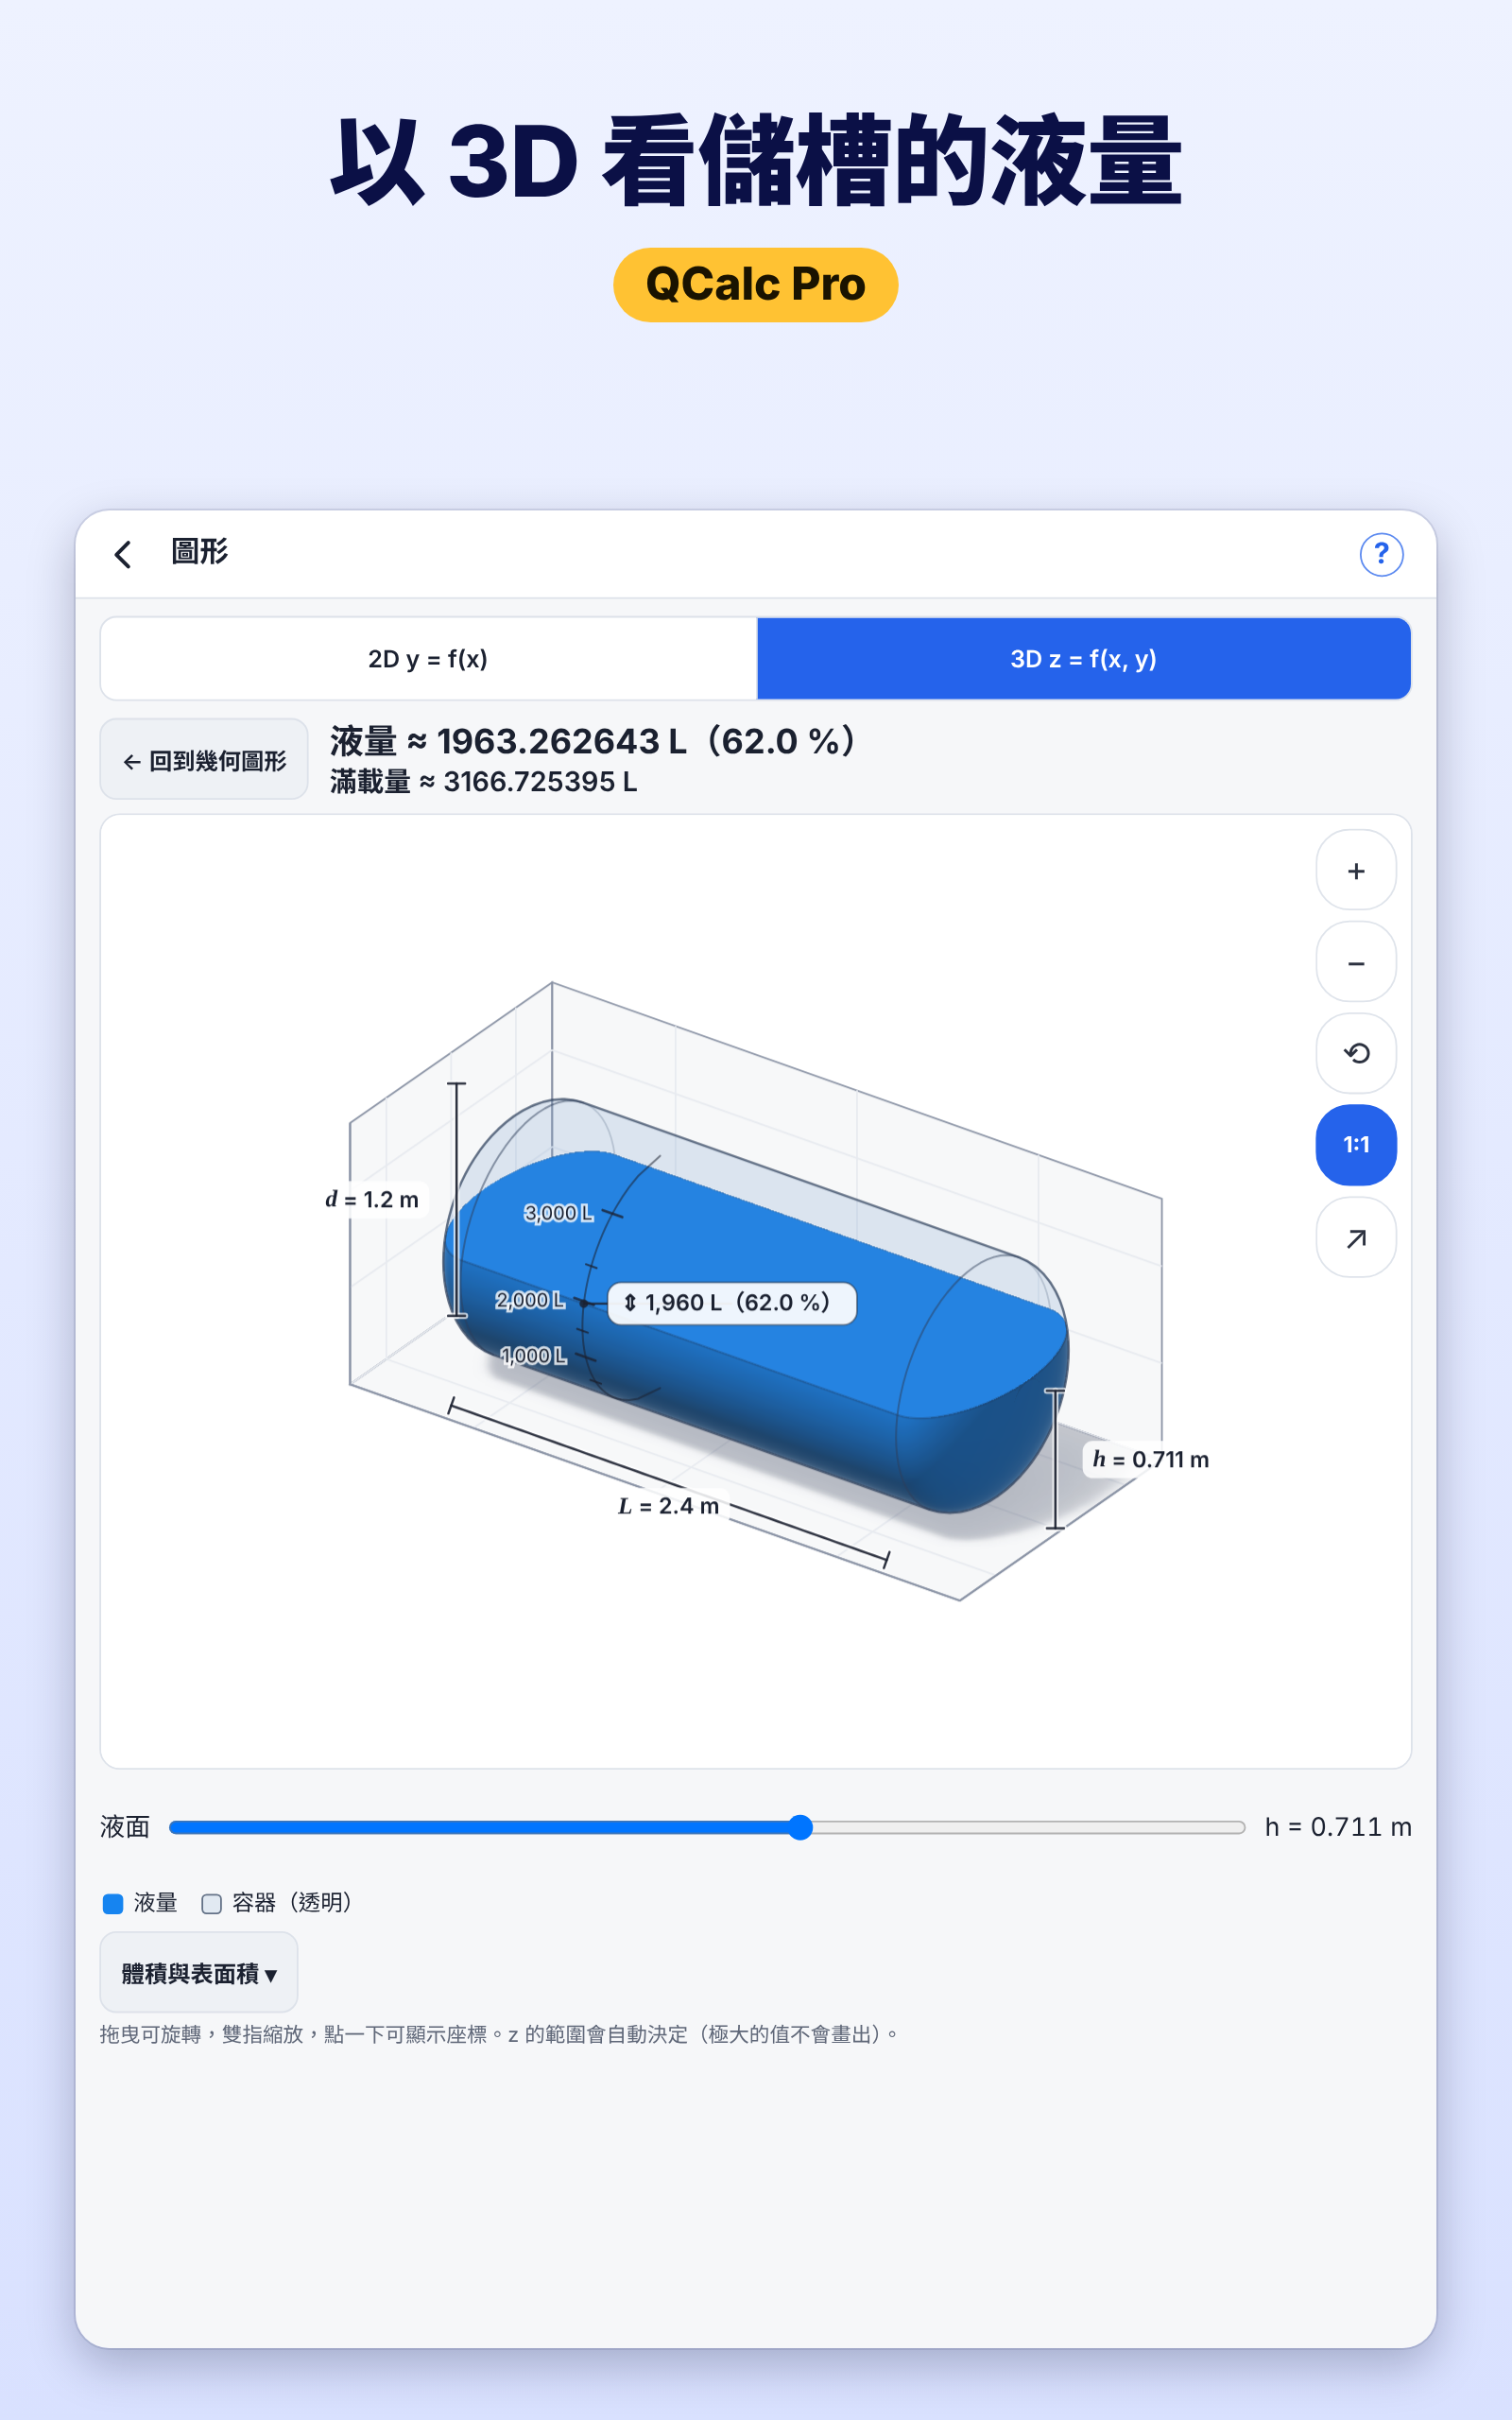 以 3D 看儲槽的液量
QCalc Pro
圖形
?
2D y = f(x)
3D z = f(x, y)
← 回到幾何圖形
液量 ≈ 1963.262643 L（62.0 %）
滿載量 ≈ 3166.725395 L
+
−
⟲
1:1
↗
d = 1.2 m
3,000 L
2,000 L
⇕ 1,960 L（62.0 %）
1,000 L
h = 0.711 m
L = 2.4 m
液面
h = 0.711 m
液量
容器（透明）
體積與表面積 ▾
拖曳可旋轉，雙指縮放，點一下可顯示座標。z 的範圍會自動決定（極大的值不會畫出）。